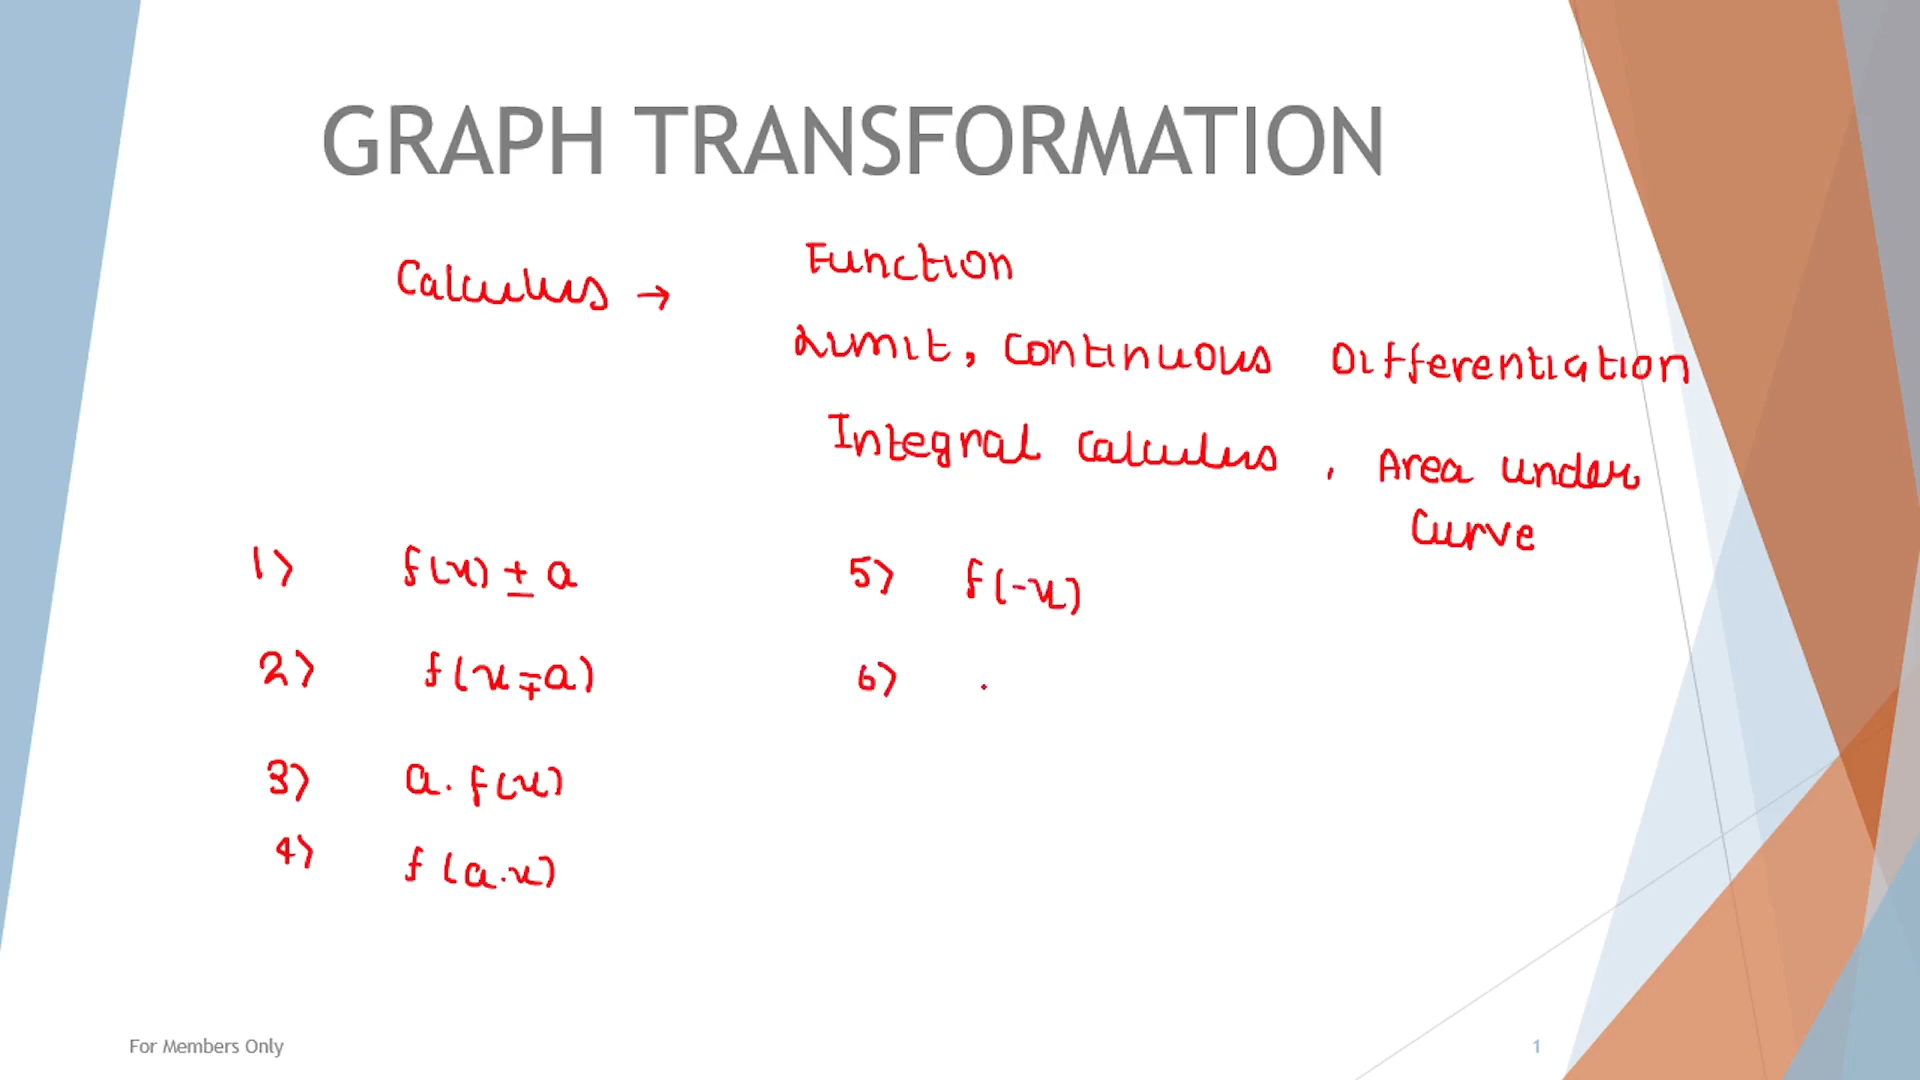 GRAPH TRANSFORMATION
Calculus → Function
Limit, Continuous Differentiation
Integral Calculus, Area under
Curve
1) f(x) ± a
2) f(x ∓ a)
3) a. f(x)
4) f(a.x)
5) f(-x)
6) .
For Members Only
1